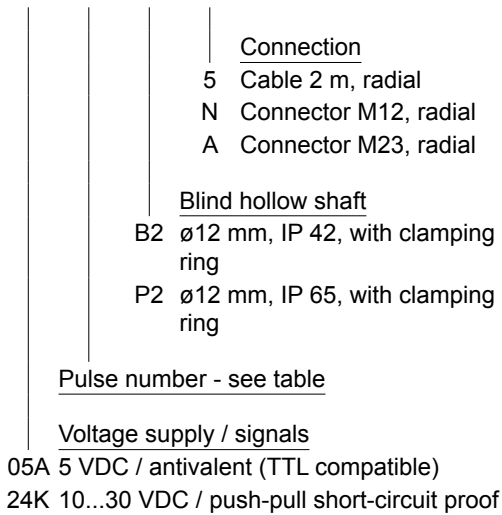 Connection
5 Cable 2 m, radial
N Connector M12, radial
A Connector M23, radial
Blind hollow shaft
B2 ø12 mm, IP 42, with clamping
ring
P2 ø12 mm, IP 65, with clamping
ring
Pulse number - see table
Voltage supply / signals
05A 5 VDC / antivalent (TTL compatible)
24K 10...30 VDC / push-pull short-circuit proof